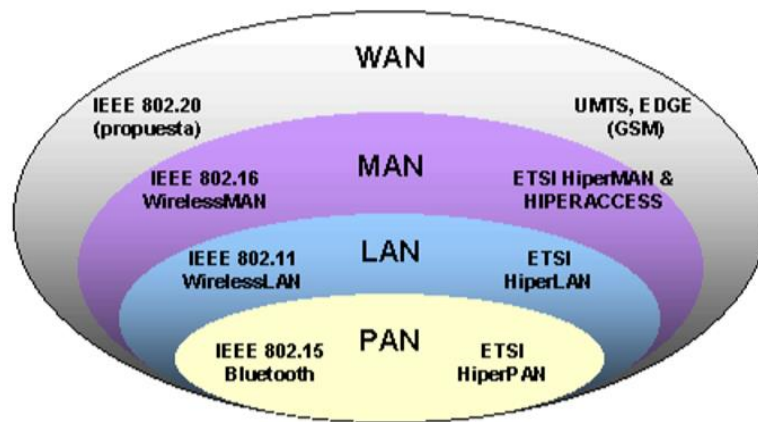 WAN
IEEE 802.20
(propuesta)
UMTS, EDGE
(GSM)
MAN
IEEE 802.16
WirelessMAN
ETSI HiperMAN &
HIPERACCESS
LAN
IEEE 802.11
WirelessLAN
ETSI
HiperLAN
PAN
IEEE 802.15
Bluetooth
ETSI
HiperPAN